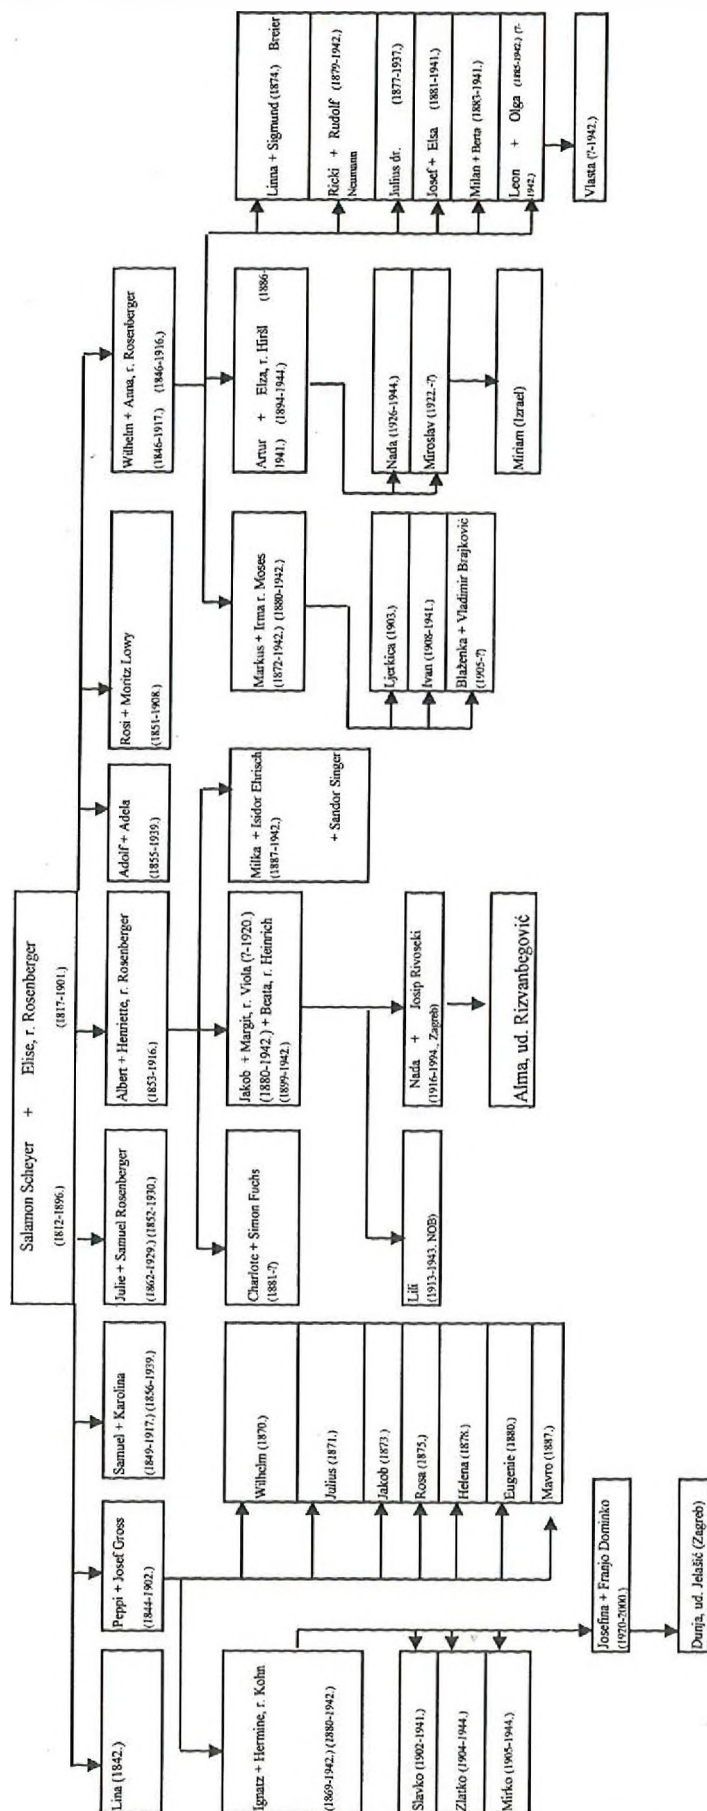 Salamon Scheyer + Elise, r. Rosenberger
(1812-1896.) (1817-1901.)
Lina (1842.)
Peppi + Josef Gross
(1844-1902.)
Samuel + Karolina
(1849-1917.) (1856-1939.)
Julie + Samuel Rosenberger
(1862-1929.) (1852-1930.)
Albert + Henriette, r. Rosenberger
(1853-1916.)
Adolf + Adela
(1855-1939.)
Rosi + Moritz Lowy
(1851-1908.)
Wilhelm + Anna, r. Rosenberger
(1846-1917.) (1846-1916.)
Ignatz + Hermine, r. Kohn
(1869-1942.) (1880-1942.)
Wilhelm (1870.)
Julius (1871.)
Jakob (1873.)
Rosa (1875.)
Helena (1878.)
Eugenie (1880.)
Mavro (1887.)
Slavko (1902-1941.)
Zlatko (1904-1944.)
Mirko (1905-1944.)
Josefina + Franjo Dominko
(1920-2000.)
Dunja, ud. Jelašić (Zagreb)
Charlote + Simon Fuchs
(1881-?)
Jakob + Margit, r. Viola (?-1920.)
(1880-1942.) + Beata, r. Heinrich
(1899-1942.)
Milka + Isidor Ehrisch
(1887-1942.)
+ Sandor Singer
Lili
(1913-1943, NOB)
Nada + Josip Rivoseki
(1916-1994., Zagreb)
Alma, ud. Rizvanbegović
Markus + Irma r. Moses
(1872-1942.) (1880-1942.)
Ljerkica (1903.)
Ivan (1908-1941.)
Blaženka + Vladimir Brajković
(1905-?)
Artur + Elza, r. Hiršl (1886-
1941.) (1894-1944.)
Nada (1926-1944.)
Miroslav (1922.-?)
Miriam (Izrael)
Linna + Sigmund (1874.) Breier
Ricki + Rudolf (1879-1942.)
Neumann
Julius dr. (1877-1937.)
Josef + Elsa (1881-1941.)
Milan + Berta (1883-1941.)
Leon + Olga (1885-1942.) (?-
1942.)
Vlasta (?-1942.)